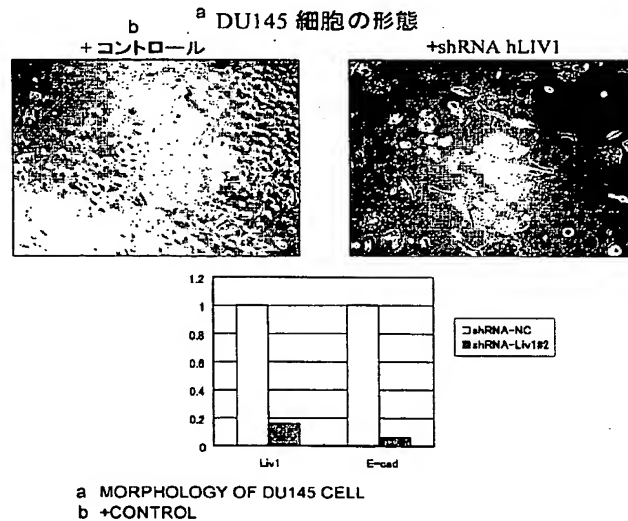 a DU145 細胞の形態
b
+コントロール
+shRNA hLIV1
1.2
1
0.8
0.6
0.4
0.2
0
Liv1
E-cad
shRNA-NC
shRNA-Liv1#2
a MORPHOLOGY OF DU145 CELL
b +CONTROL